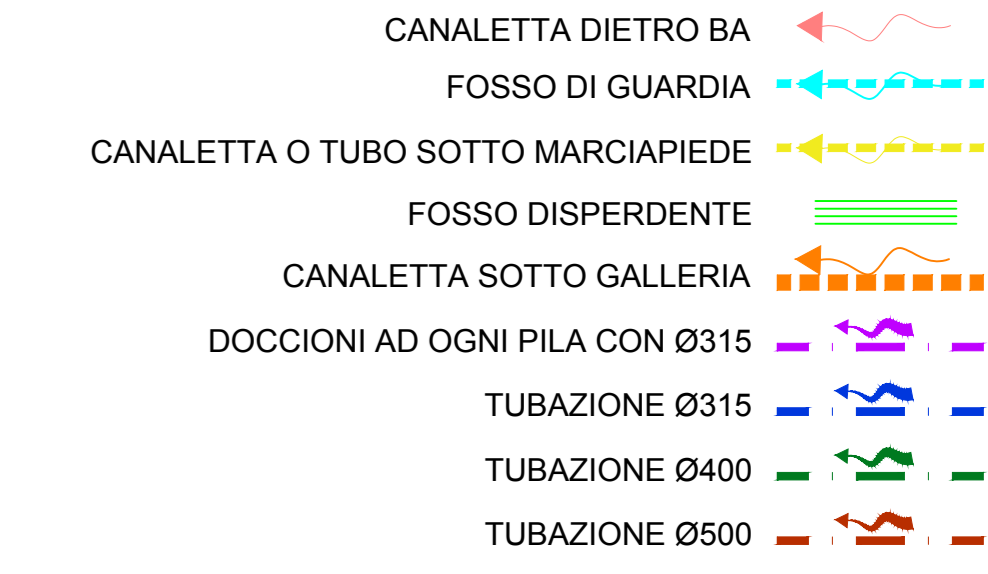 CANALETTA DIETRO BA
FOSSO DI GUARDIA
CANALETTA O TUBO SOTTO MARCIAPIEDE
FOSSO DISPERDENTE
CANALETTA SOTTO GALLERIA
DOCCIONI AD OGNI PILA CON Ø315
TUBAZIONE Ø315
TUBAZIONE Ø400
TUBAZIONE Ø500